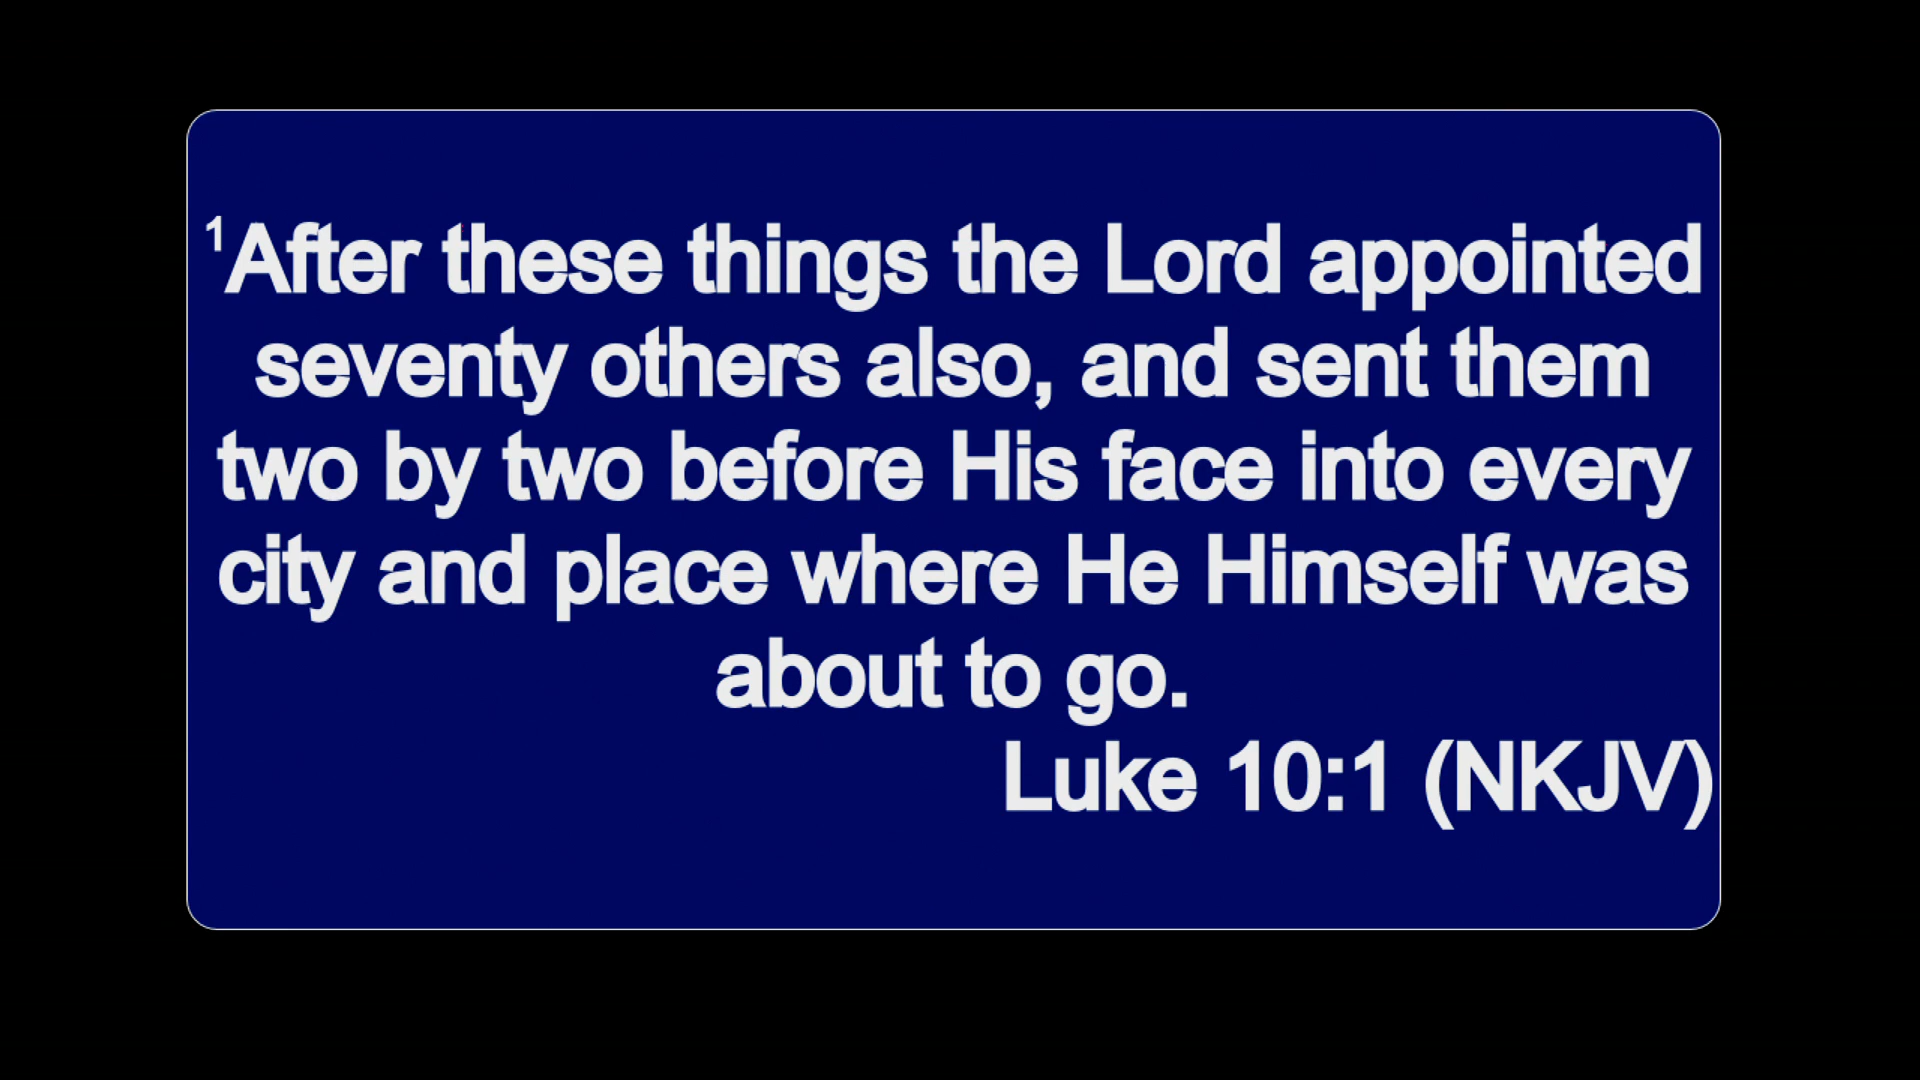 ¹After these things the Lord appointed
seventy others also, and sent them
two by two before His face into every
city and place where He Himself was
about to go.
Luke 10:1 (NKJV)